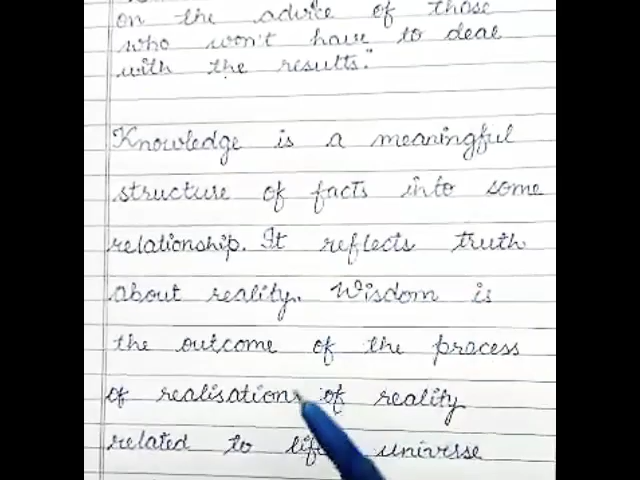 on the advice of those
who won't have to deal
with the results."
Knowledge is a meaningful
structure of facts into some
relationship. It reflects truth
about reality. Wisdom is
the outcome of the process
of realisations of reality
related to life universe